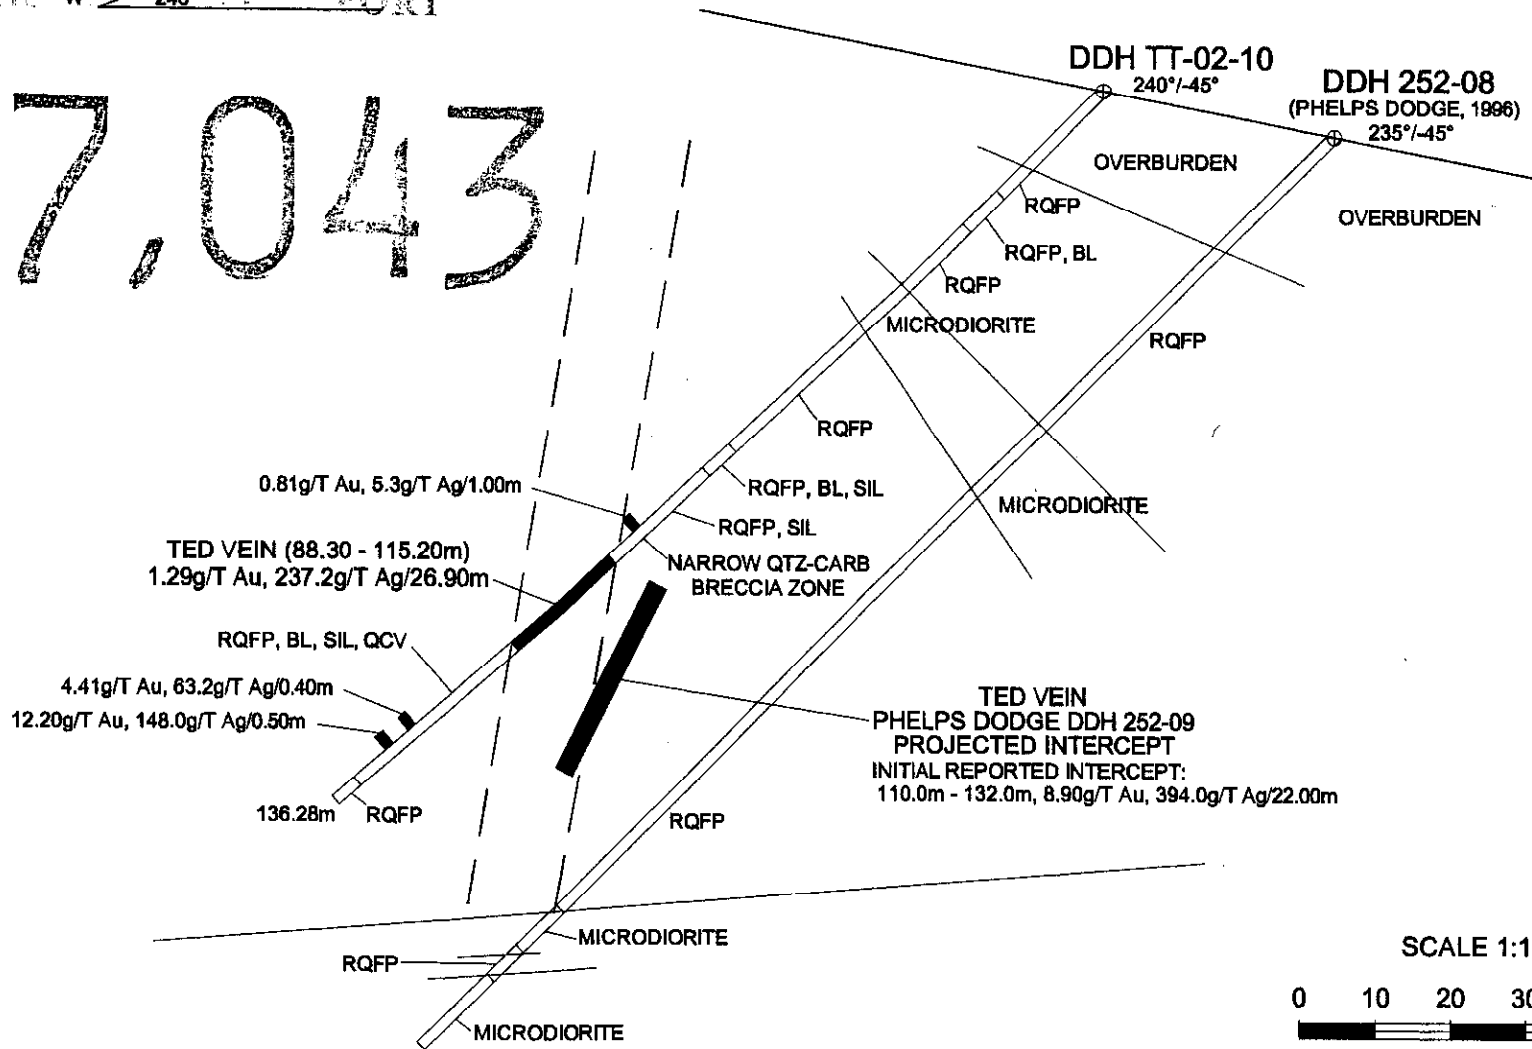 W 240
7,043
DDH TT-02-10
240°/-45°
DDH 252-08
(PHELPS DODGE, 1996)
235°/-45°
OVERBURDEN
OVERBURDEN
RQFP
RQFP, BL
RQFP
MICRODIORITE
RQFP
RQFP
0.81g/T Au, 5.3g/T Ag/1.00m
RQFP, BL, SIL
MICRODIORITE
RQFP, SIL
TED VEIN (88.30 - 115.20m)
1.29g/T Au, 237.2g/T Ag/26.90m
NARROW QTZ-CARB
BRECCIA ZONE
RQFP, BL, SIL, QCV
4.41g/T Au, 63.2g/T Ag/0.40m
12.20g/T Au, 148.0g/T Ag/0.50m
TED VEIN
PHELPS DODGE DDH 252-09
PROJECTED INTERCEPT
INITIAL REPORTED INTERCEPT:
110.0m - 132.0m, 8.90g/T Au, 394.0g/T Ag/22.00m
136.28m
RQFP
RQFP
MICRODIORITE
RQFP
MICRODIORITE
SCALE 1:1
0 10 20 30